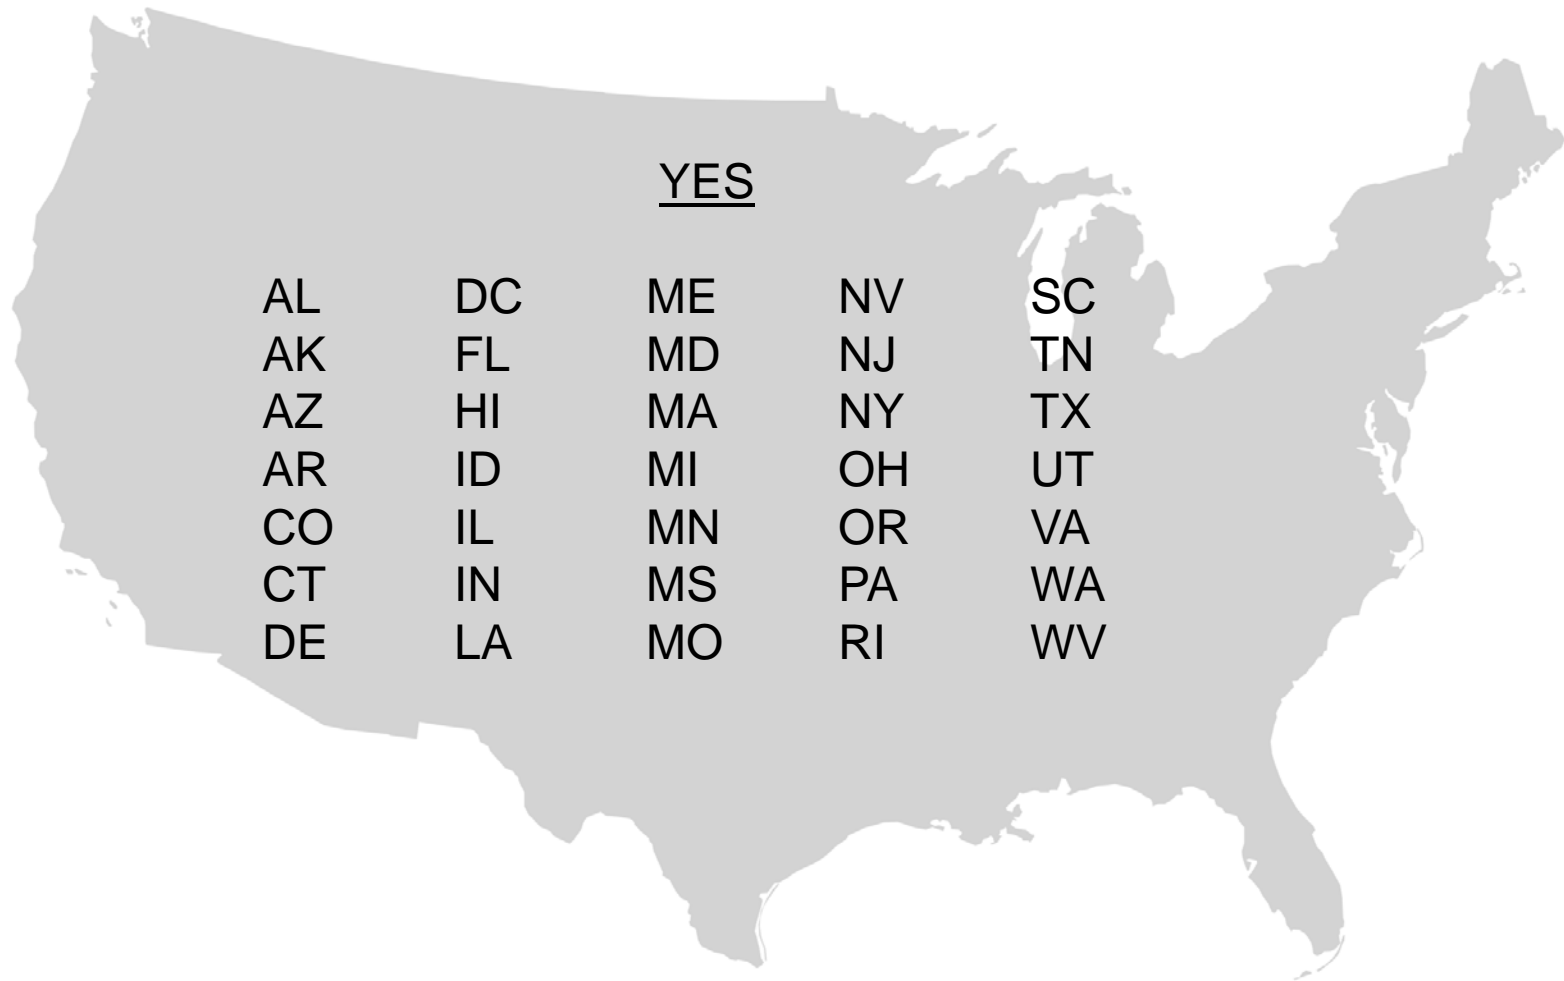 YES
AL DC ME NV SC
AK FL MD NJ TN
AZ HI MA NY TX
AR ID MI OH UT
CO IL MN OR VA
CT IN MS PA WA
DE LA MO RI WV